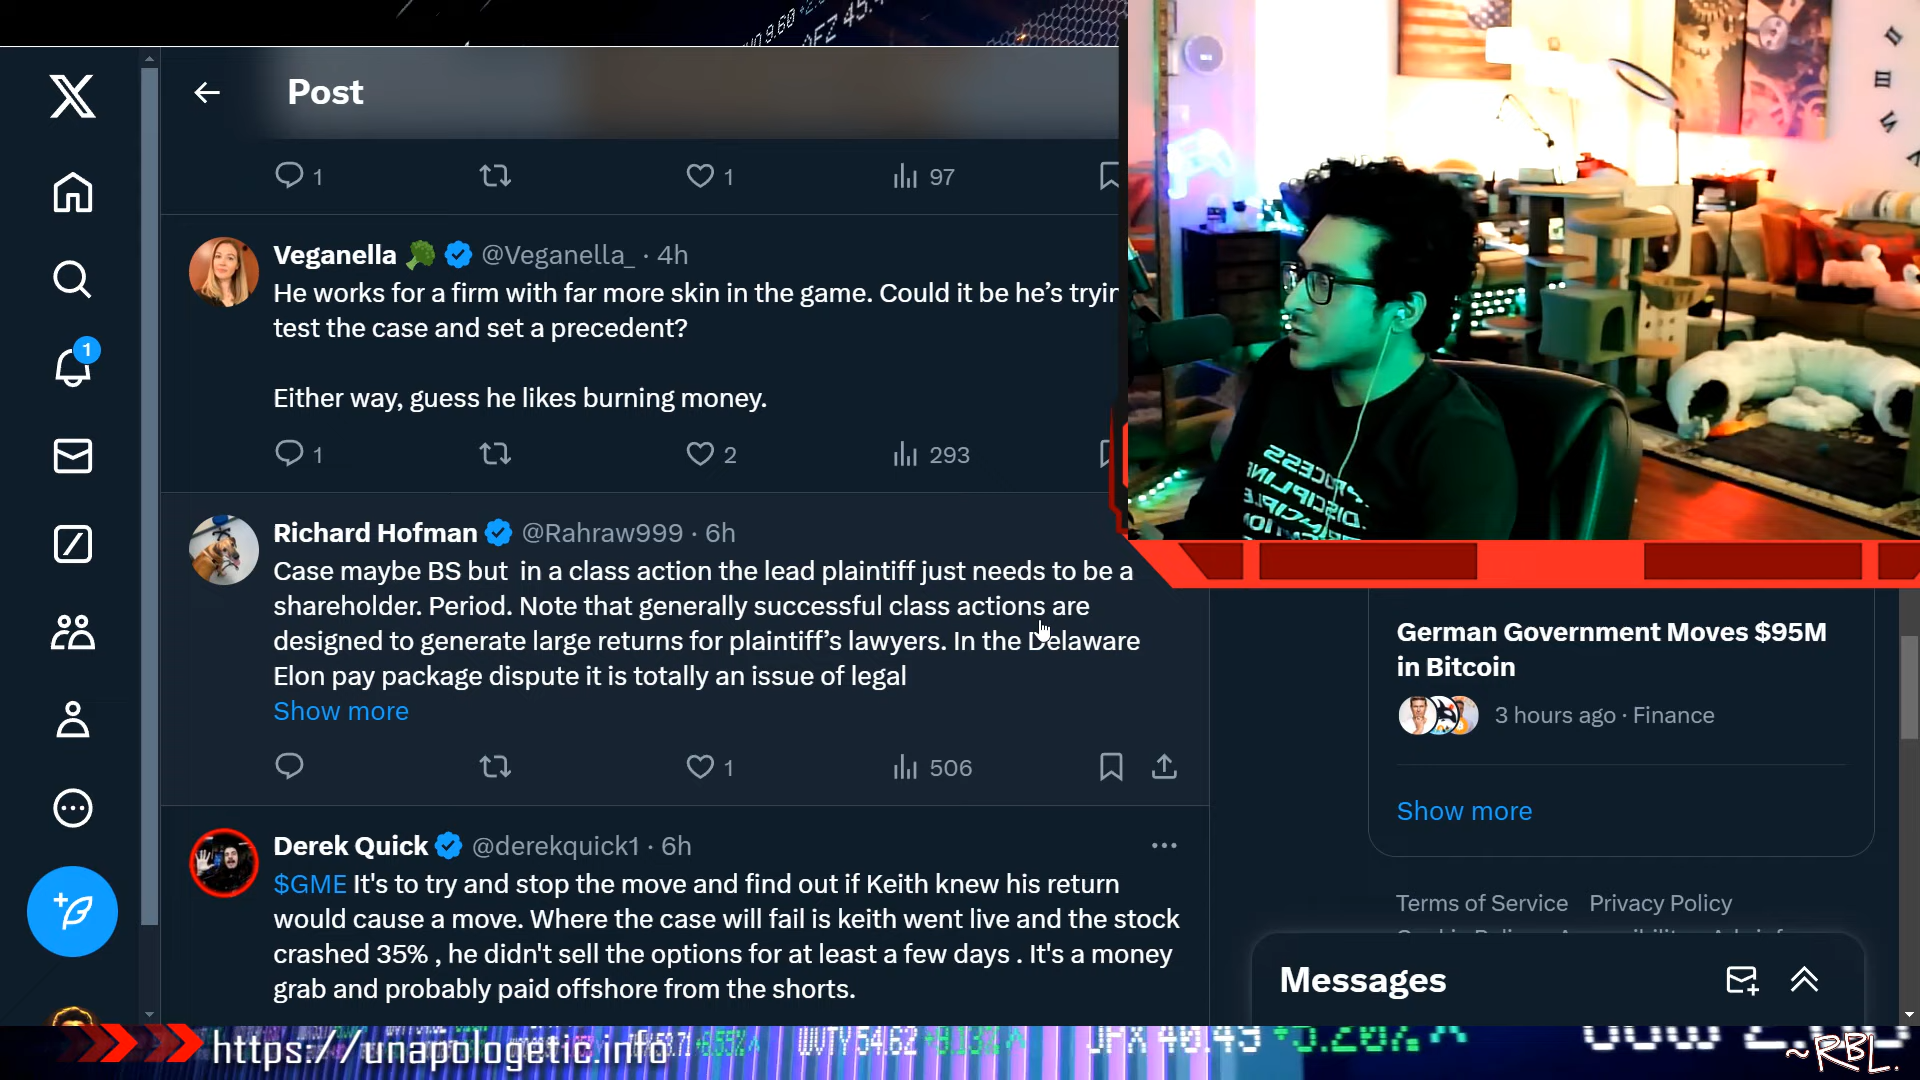 Post
1
1
97
Veganella @Veganella_ · 4h
He works for a firm with far more skin in the game. Could it be he's
test the case and set a precedent?
Either way, guess he likes burning money.
1
2
293
Richard Hofman @Rahraw999 · 6h
Case maybe BS but in a class action the lead plaintiff just needs to be a
shareholder. Period. Note that generally successful class actions are
designed to generate large returns for plaintiff's lawyers. In the Delaware
Elon pay package dispute it is totally an issue of legal
Show more
1
506
Derek Quick @derekquick1 · 6h
$GME It's to try and stop the move and find out if Keith knew his return
would cause a move. Where the case will fail is keith went live and the stock
crashed 35% , he didn't sell the options for at least a few days . It's a money
grab and probably paid offshore from the shorts.
1
German Government Moves $95M
in Bitcoin
3 hours ago · Finance
Show more
Terms of Service Privacy Policy
Messages
https://unapologetic.info
~RBL.